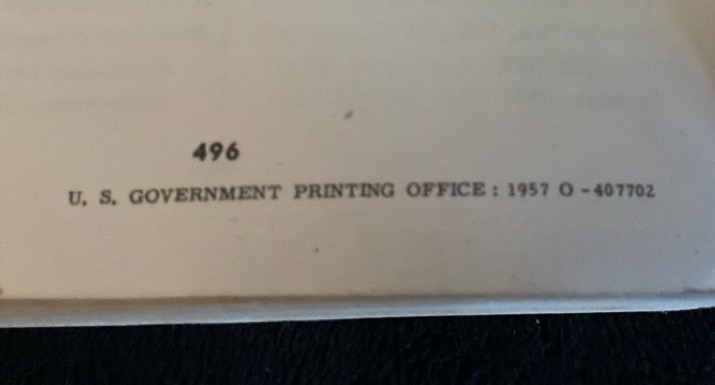 496
U. S. GOVERNMENT PRINTING OFFICE : 1957 O - 407702